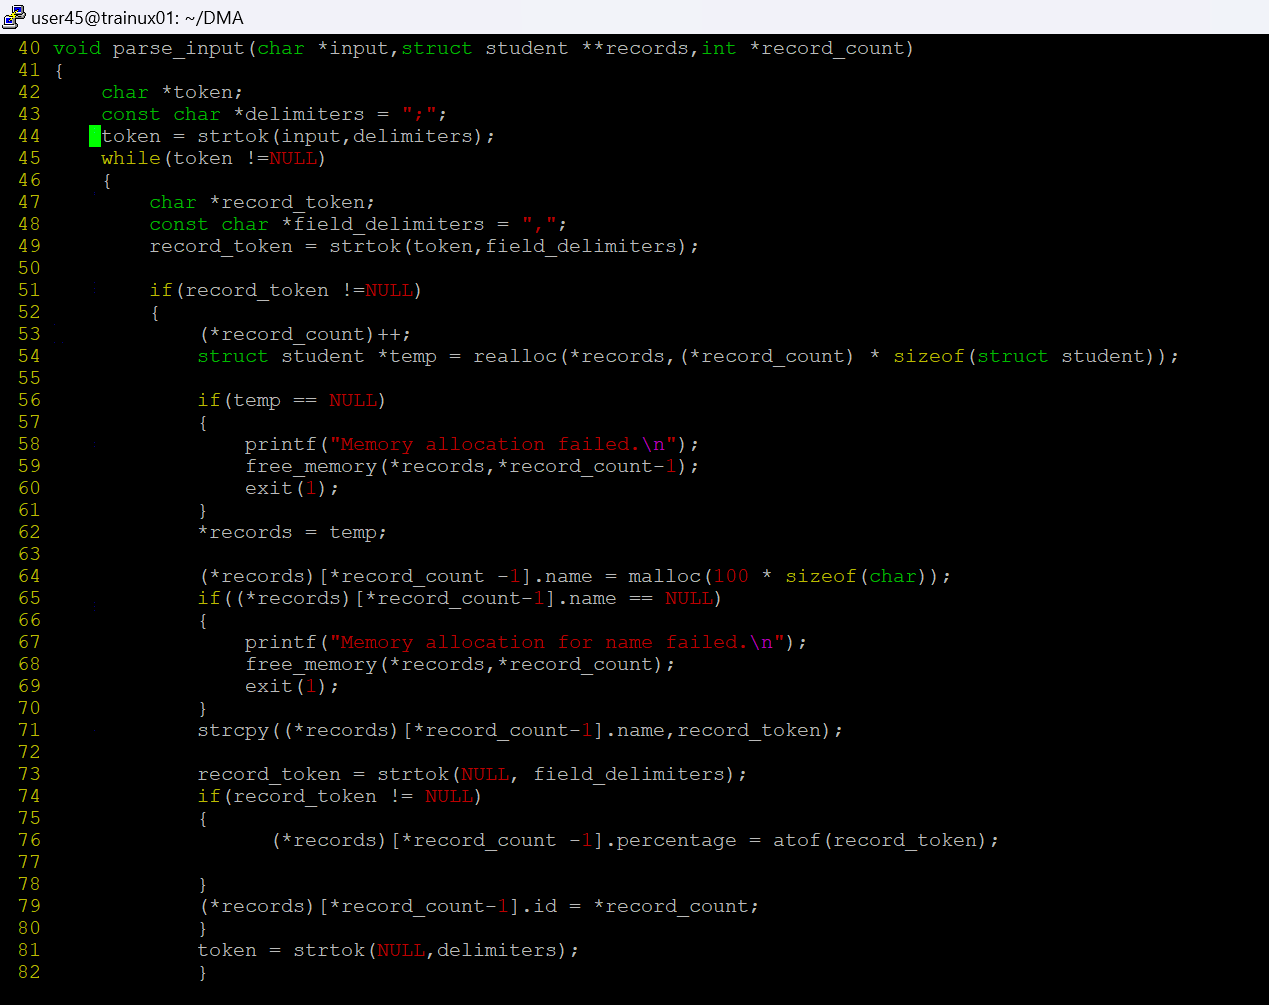 user45@trainux01: ~/DMA
40 void parse_input(char *input,struct student **records,int *record_count)
41 {
42     char *token;
43     const char *delimiters = ";";
44     token = strtok(input,delimiters);
45     while(token !=NULL)
46     {
47         char *record_token;
48         const char *field_delimiters = ",";
49         record_token = strtok(token,field_delimiters);
50
51         if(record_token !=NULL)
52         {
53             (*record_count)++;
54             struct student *temp = realloc(*records,(*record_count) * sizeof(struct student));
55
56             if(temp == NULL)
57             {
58                 printf("Memory allocation failed.\n");
59                 free_memory(*records,*record_count-1);
60                 exit(1);
61             }
62             *records = temp;
63
64             (*records)[*record_count -1].name = malloc(100 * sizeof(char));
65             if((*records)[*record_count-1].name == NULL)
66             {
67                 printf("Memory allocation for name failed.\n");
68                 free_memory(*records,*record_count);
69                 exit(1);
70             }
71             strcpy((*records)[*record_count-1].name,record_token);
72
73             record_token = strtok(NULL, field_delimiters);
74             if(record_token != NULL)
75             {
76                   (*records)[*record_count -1].percentage = atof(record_token);
77
78             }
79             (*records)[*record_count-1].id = *record_count;
80             }
81             token = strtok(NULL,delimiters);
82             }